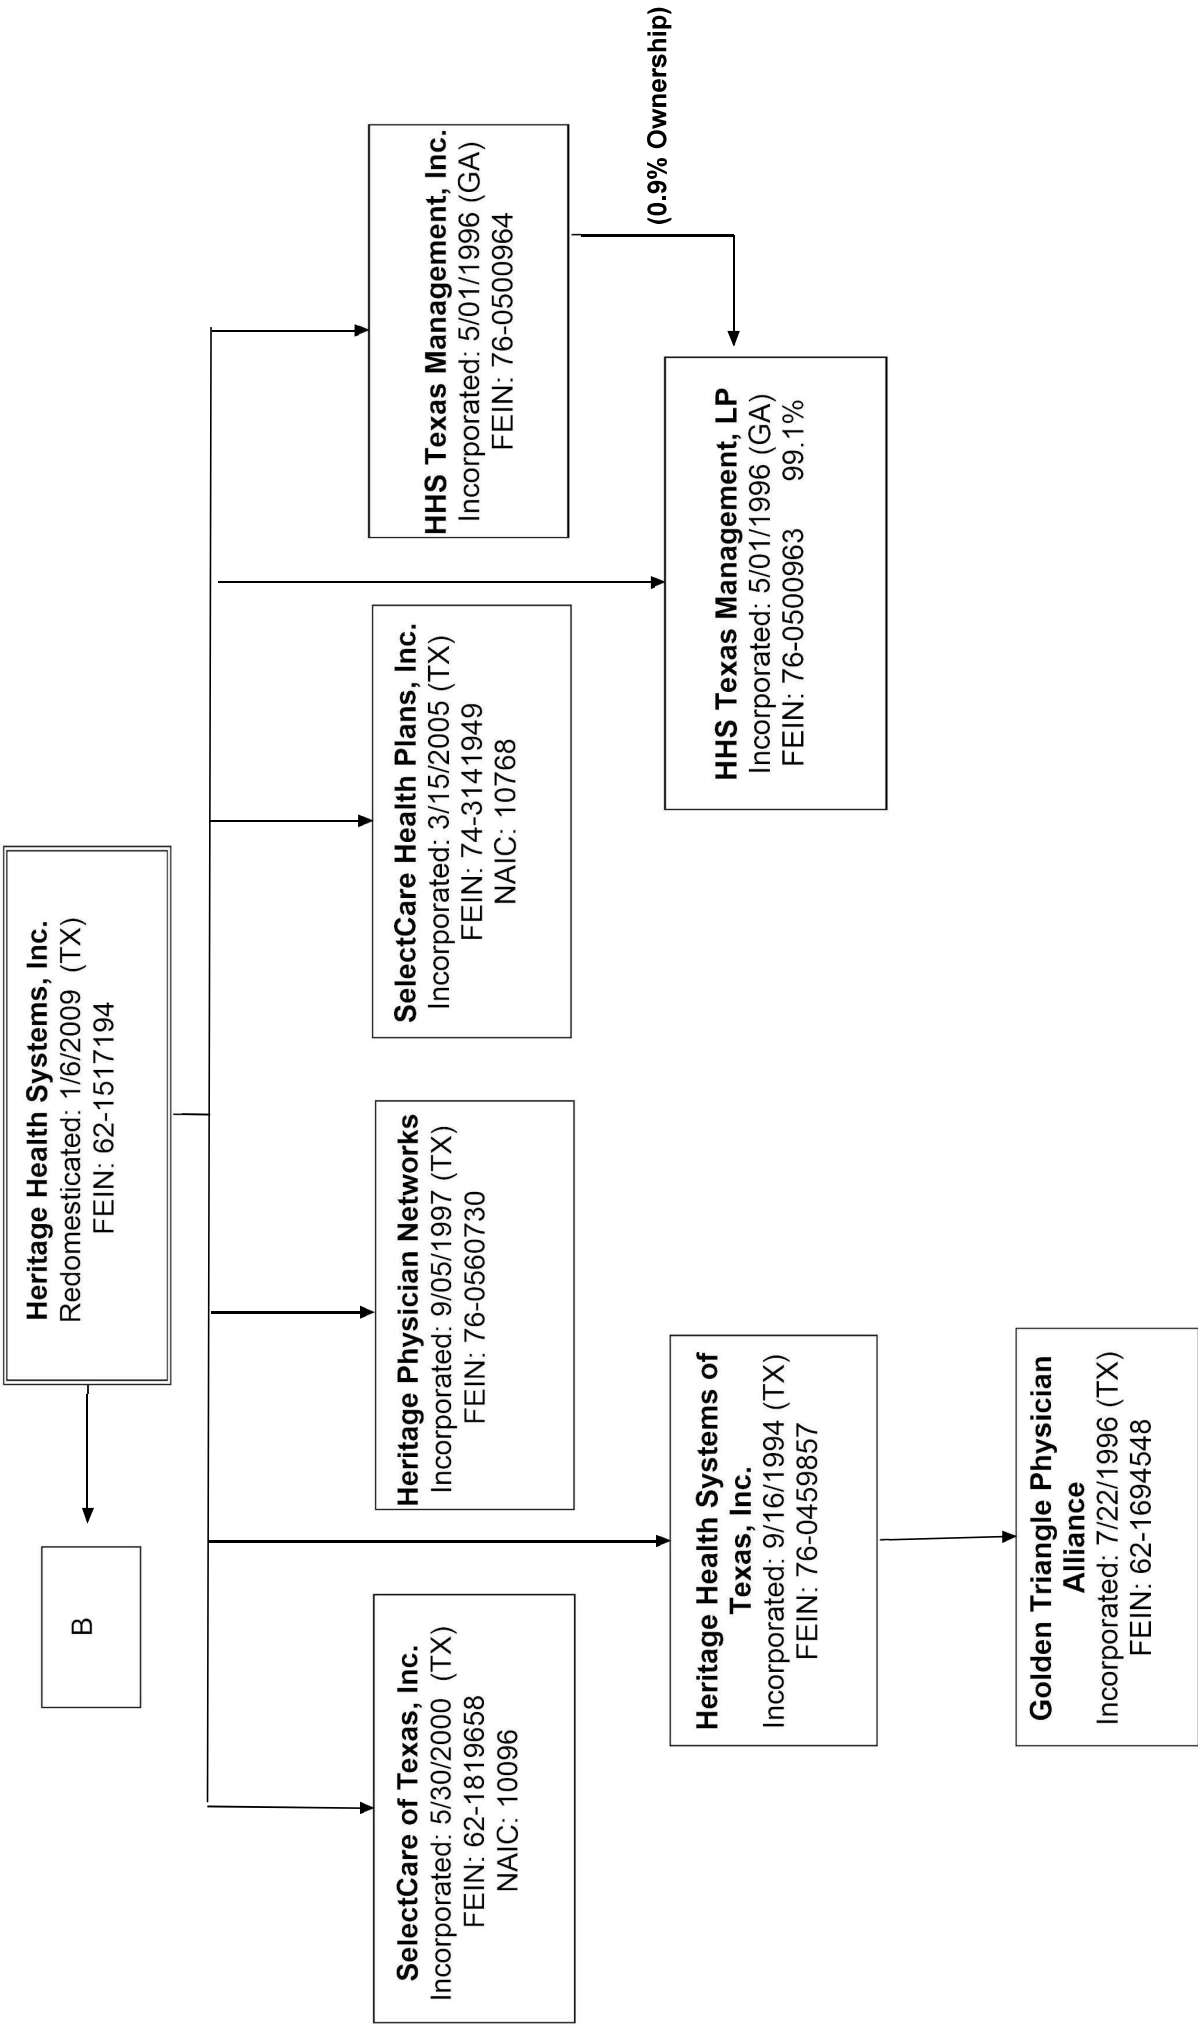 Heritage Health Systems, Inc.
Redomesticated: 1/6/2009 (TX)
FEIN: 62-1517194
B
SelectCare of Texas, Inc.
Incorporated: 5/30/2000 (TX)
FEIN: 62-1819658
NAIC: 10096
Heritage Physician Networks
Incorporated: 9/05/1997 (TX)
FEIN: 76-0560730
SelectCare Health Plans, Inc.
Incorporated: 3/15/2005 (TX)
FEIN: 74-3141949
NAIC: 10768
HHS Texas Management, Inc.
Incorporated: 5/01/1996 (GA)
FEIN: 76-0500964
(0.9% Ownership)
Heritage Health Systems of
Texas, Inc.
Incorporated: 9/16/1994 (TX)
FEIN: 76-0459857
HHS Texas Management, LP
Incorporated: 5/01/1996 (GA)
FEIN: 76-0500963 99.1%
Golden Triangle Physician
Alliance
Incorporated: 7/22/1996 (TX)
FEIN: 62-1694548